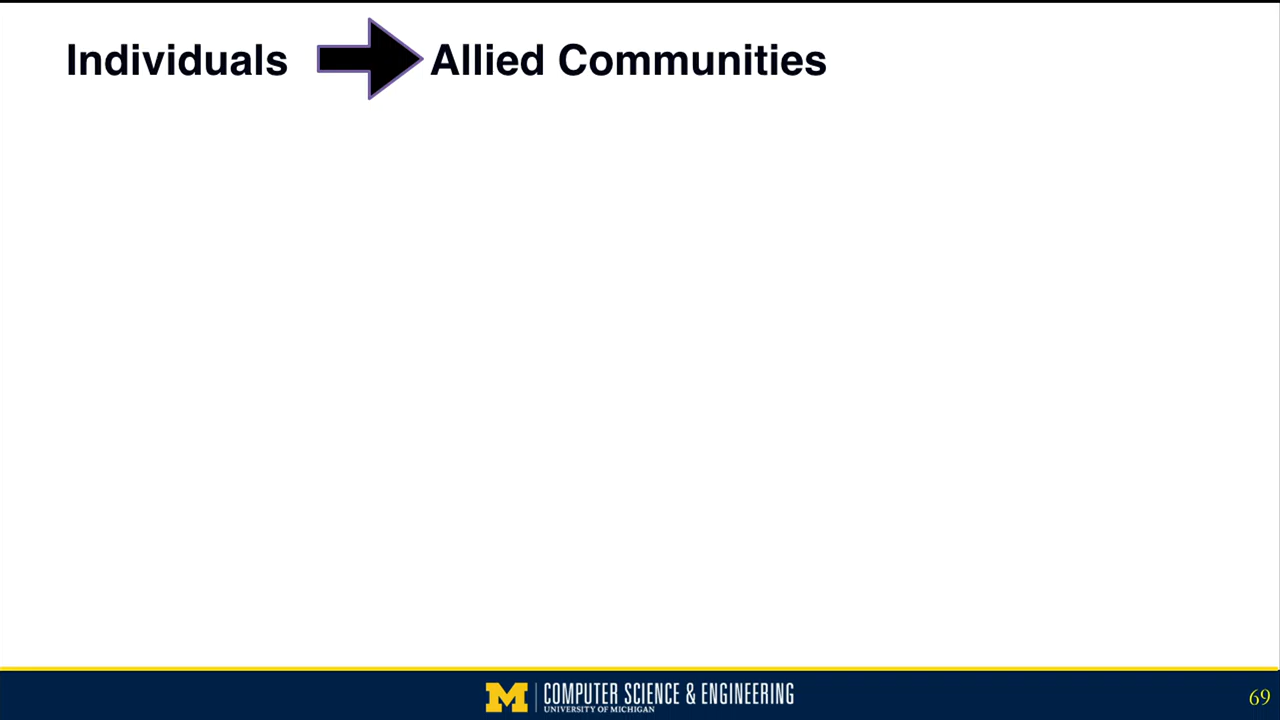 Individuals Allied Communities
M COMPUTER SCIENCE & ENGINEERING
UNIVERSITY OF MICHIGAN
69